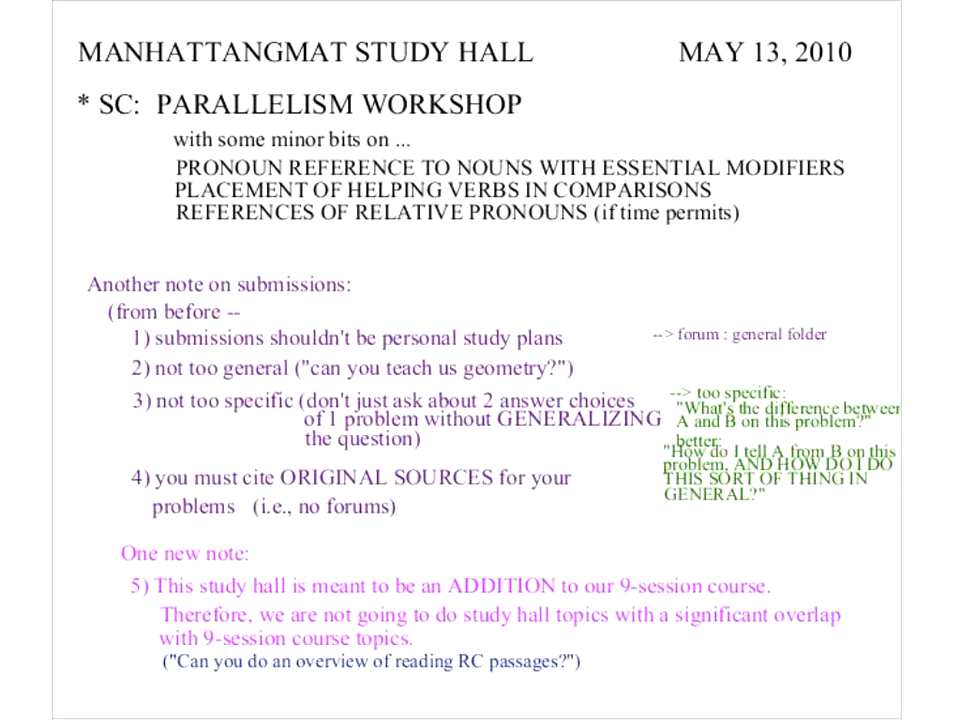 MANHATTANGMAT STUDY HALL MAY 13, 2010
* SC: PARALLELISM WORKSHOP
with some minor bits on ...
PRONOUN REFERENCE TO NOUNS WITH ESSENTIAL MODIFIERS
PLACEMENT OF HELPING VERBS IN COMPARISONS
REFERENCES OF RELATIVE PRONOUNS (if time permits)
Another note on submissions:
(from before --
1) submissions shouldn't be personal study plans --> forum : general folder
2) not too general ("can you teach us geometry?")
3) not too specific (don't just ask about 2 answer choices
of 1 problem without GENERALIZING
the question)
--> too specific:
"What's the difference between
A and B on this problem?"
better:
"How do I tell A from B on this
problem, AND HOW DO I DO
THIS SORT OF THING IN
GENERAL?"
4) you must cite ORIGINAL SOURCES for your
problems (i.e., no forums)
One new note:
5) This study hall is meant to be an ADDITION to our 9-session course.
Therefore, we are not going to do study hall topics with a significant overlap
with 9-session course topics.
("Can you do an overview of reading RC passages?")